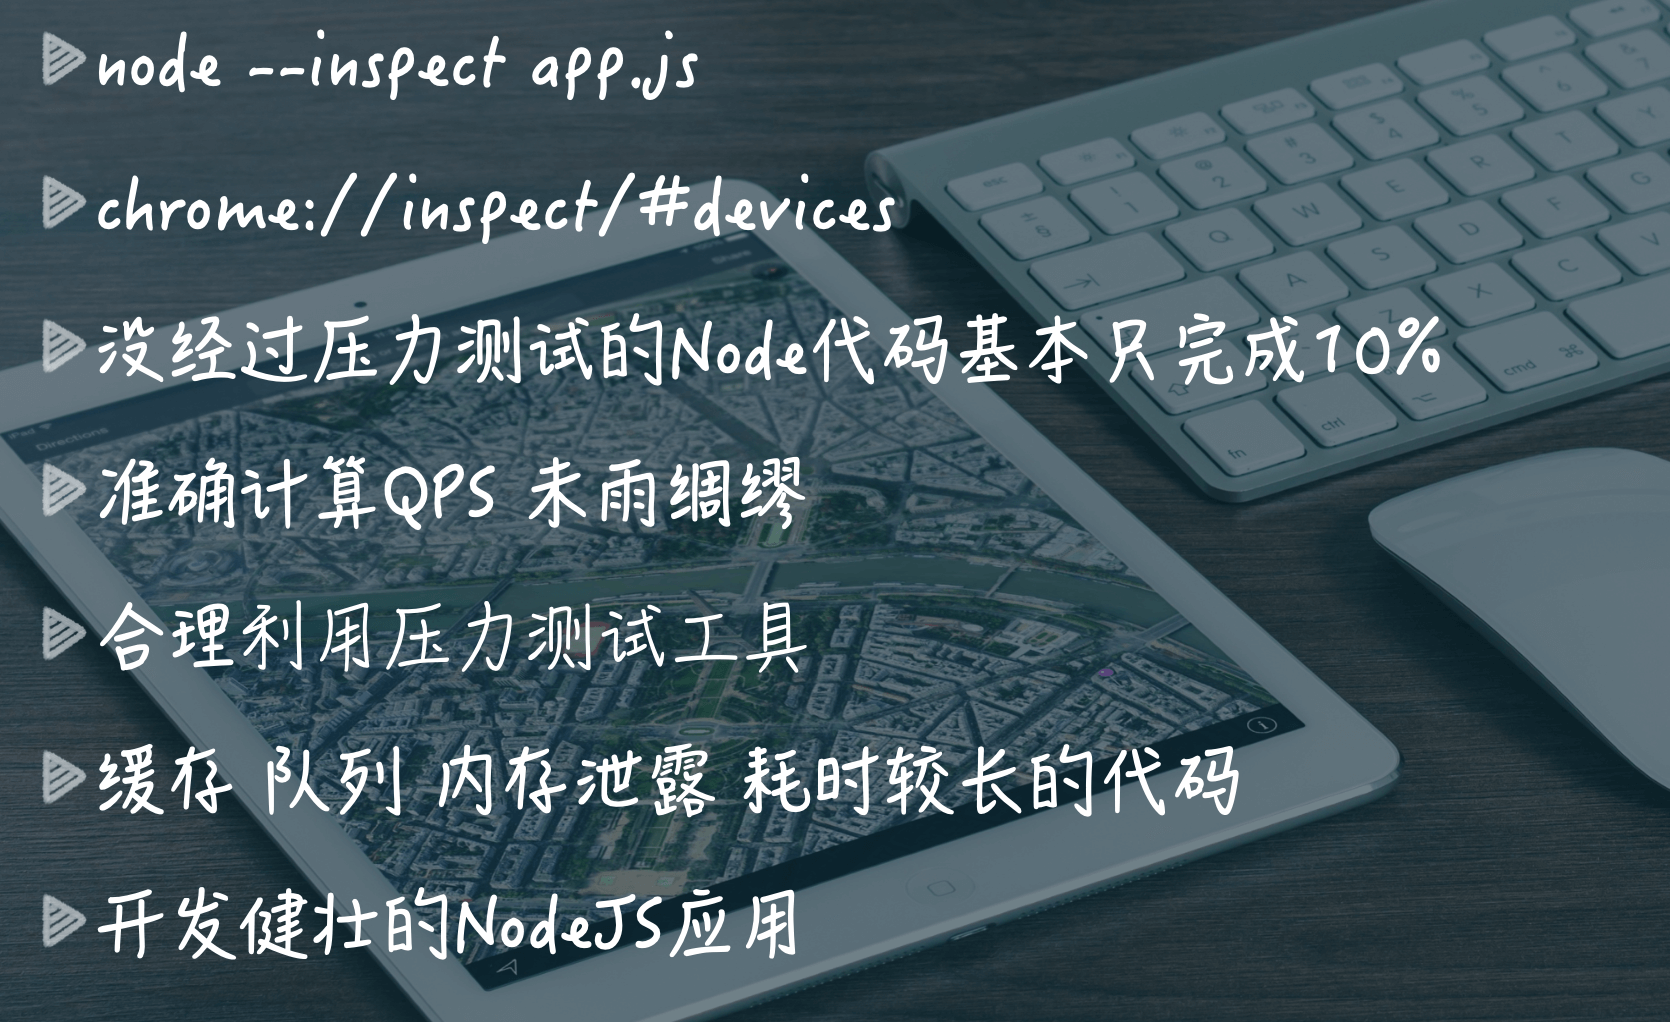 node --inspect app.js
chrome://inspect/#devices
没经过压力测试的Node代码基本只完成10%
准确计算QPS 未雨绸缪
合理利用压力测试工具
缓存 队列 内存泄露 耗时较长的代码
开发健壮的NodeJS应用